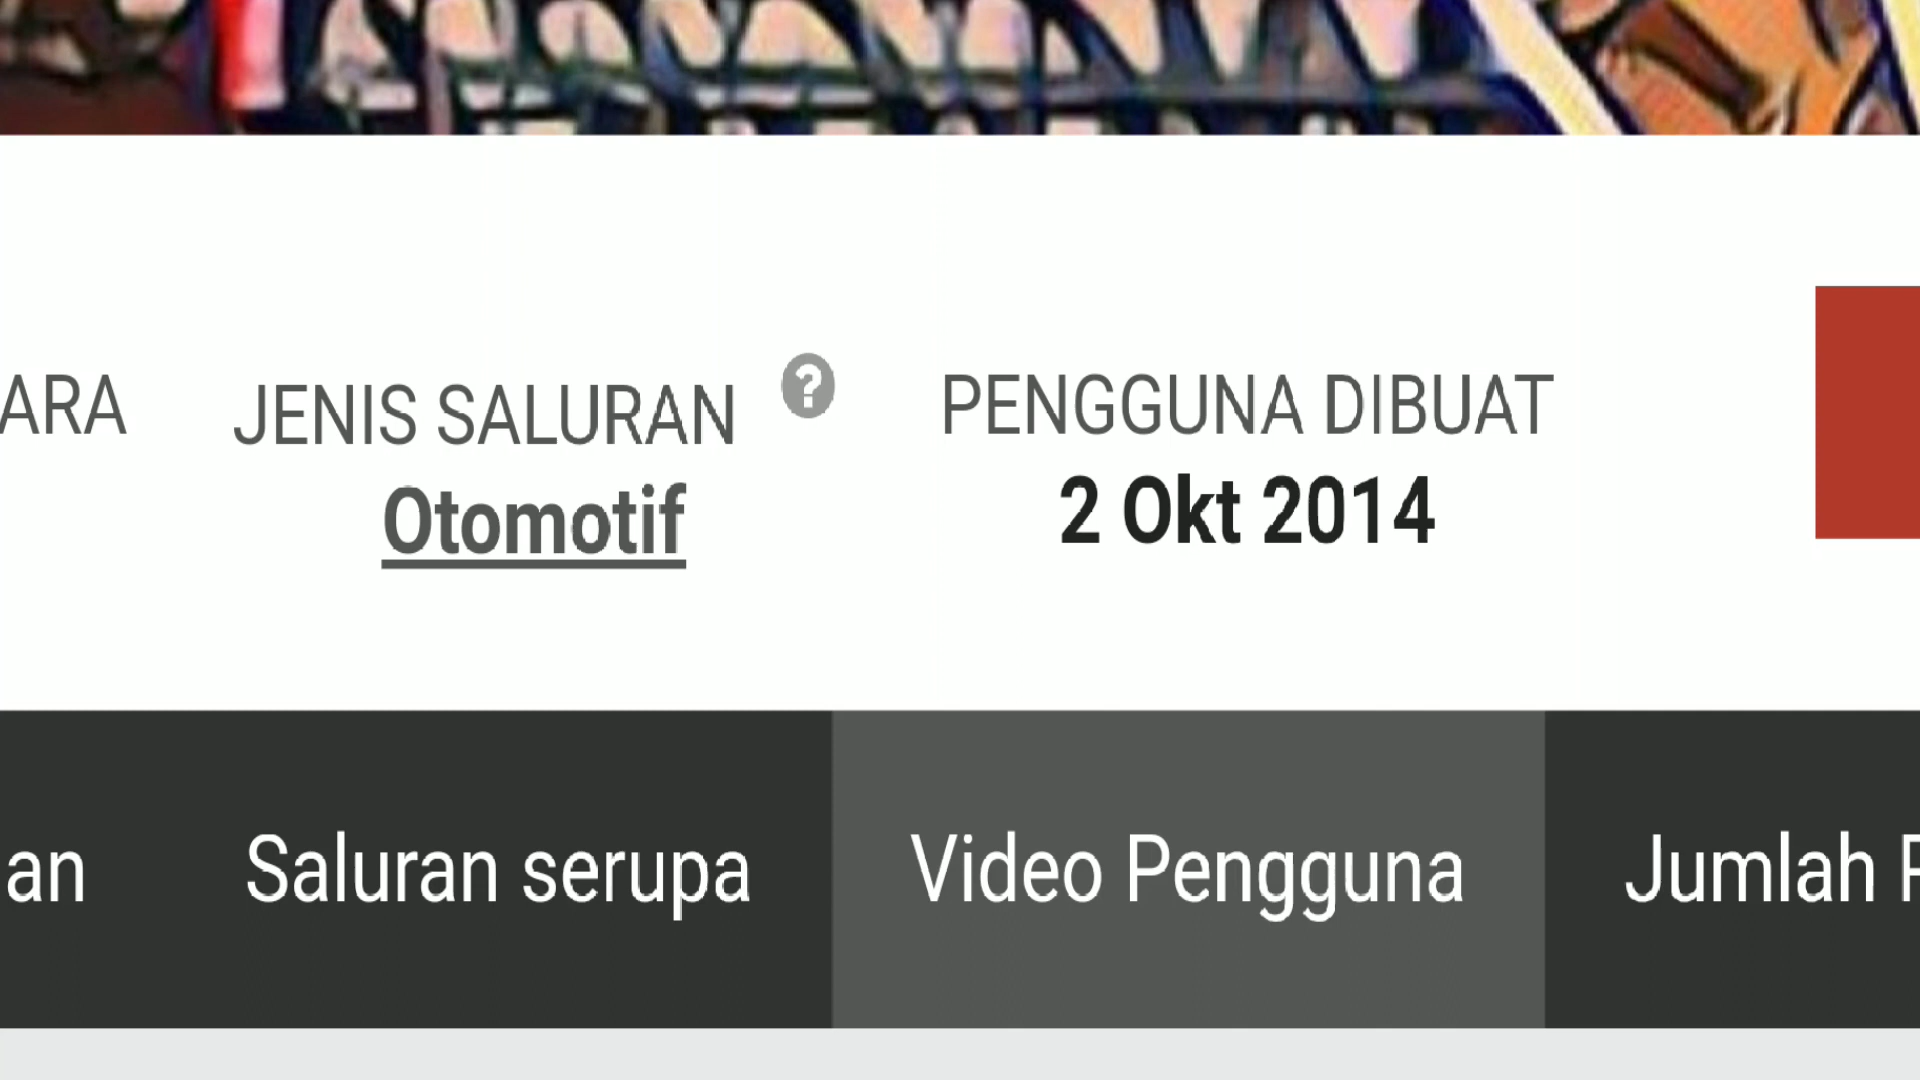 ARA
JENIS SALURAN
PENGGUNA DIBUAT
Otomotif
2 Okt 2014
an
Saluran serupa
Video Pengguna
Jumlah